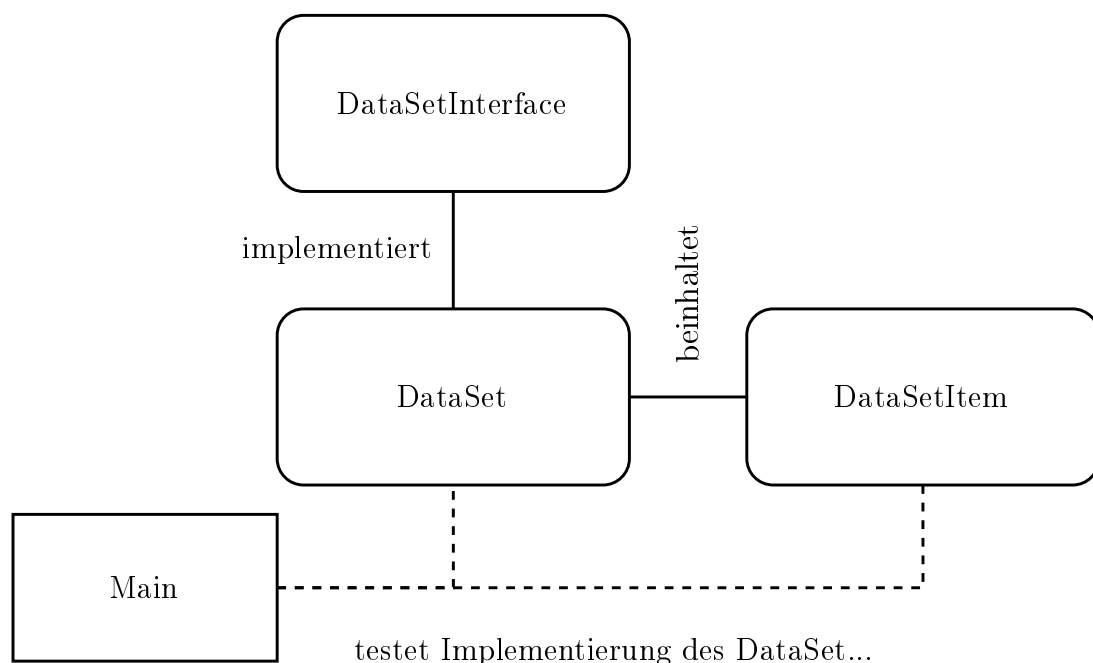 DataSetInterface
implementiert
beinhaltet
DataSet
DataSetItem
Main
testet Implementierung des DataSet...